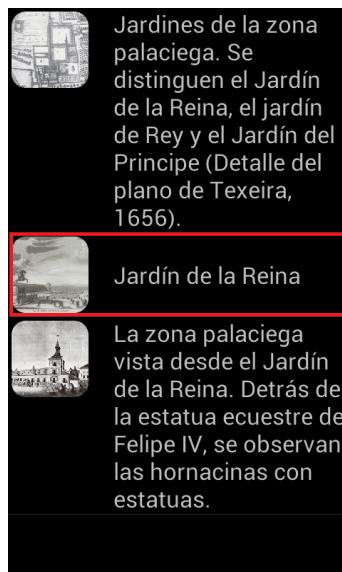 Jardines de la zona
palaciega. Se
distinguen el Jardín
de la Reina, el jardín
de Rey y el Jardín del
Principe (Detalle del
plano de Texeira,
1656).
Jardín de la Reina
La zona palaciega
vista desde el Jardín
de la Reina. Detrás de
la estatua ecuestre de
Felipe IV, se observan
las hornacinas con
estatuas.